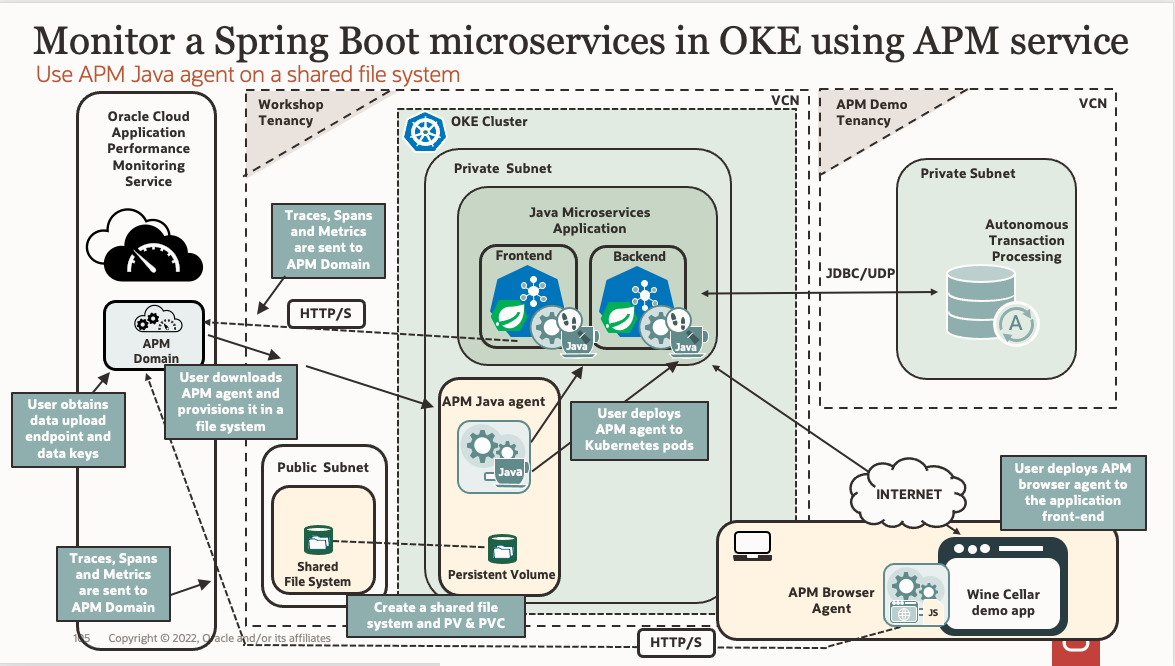 Monitor a Spring Boot microservices in OKE using APM service
Use APM Java agent on a shared file system
Oracle Cloud
Application
Performance
Monitoring
Service
Workshop
Tenancy
VCN
OKE Cluster
APM Demo
Tenancy
VCN
Private Subnet
Private Subnet
Java Microservices
Application
Frontend
Backend
Java
Java
Autonomous
Transaction
Processing
A
JDBC/UDP
Traces, Spans
and Metrics
are sent to
APM Domain
HTTP/S
APM
Domain
User obtains
data upload
endpoint and
data keys
User downloads
APM agent and
provisions it in a
file system
APM Java agent
Java
User deploys
APM agent to
Kubernetes pods
Public Subnet
Shared
File System
Persistent Volume
Create a shared file
system and PV & PVC
INTERNET
User deploys APM
browser agent to
the application
front-end
APM Browser
Agent
JS
Wine Cellar
demo app
Traces, Spans
and Metrics
are sent to
APM Domain
HTTP/S
105 Copyright © 2022, Oracle and/or its affiliates